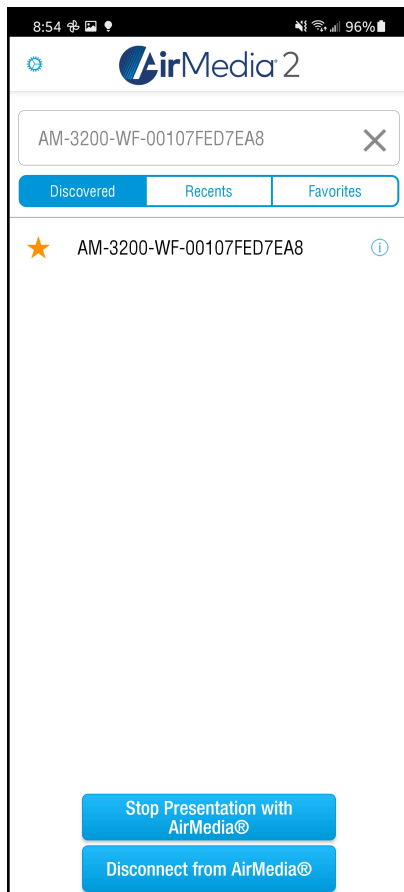 8:54 96%
AirMedia® 2
AM-3200-WF-00107FED7EA8
Discovered Recents Favorites
AM-3200-WF-00107FED7EA8
Stop Presentation with
AirMedia®
Disconnect from AirMedia®